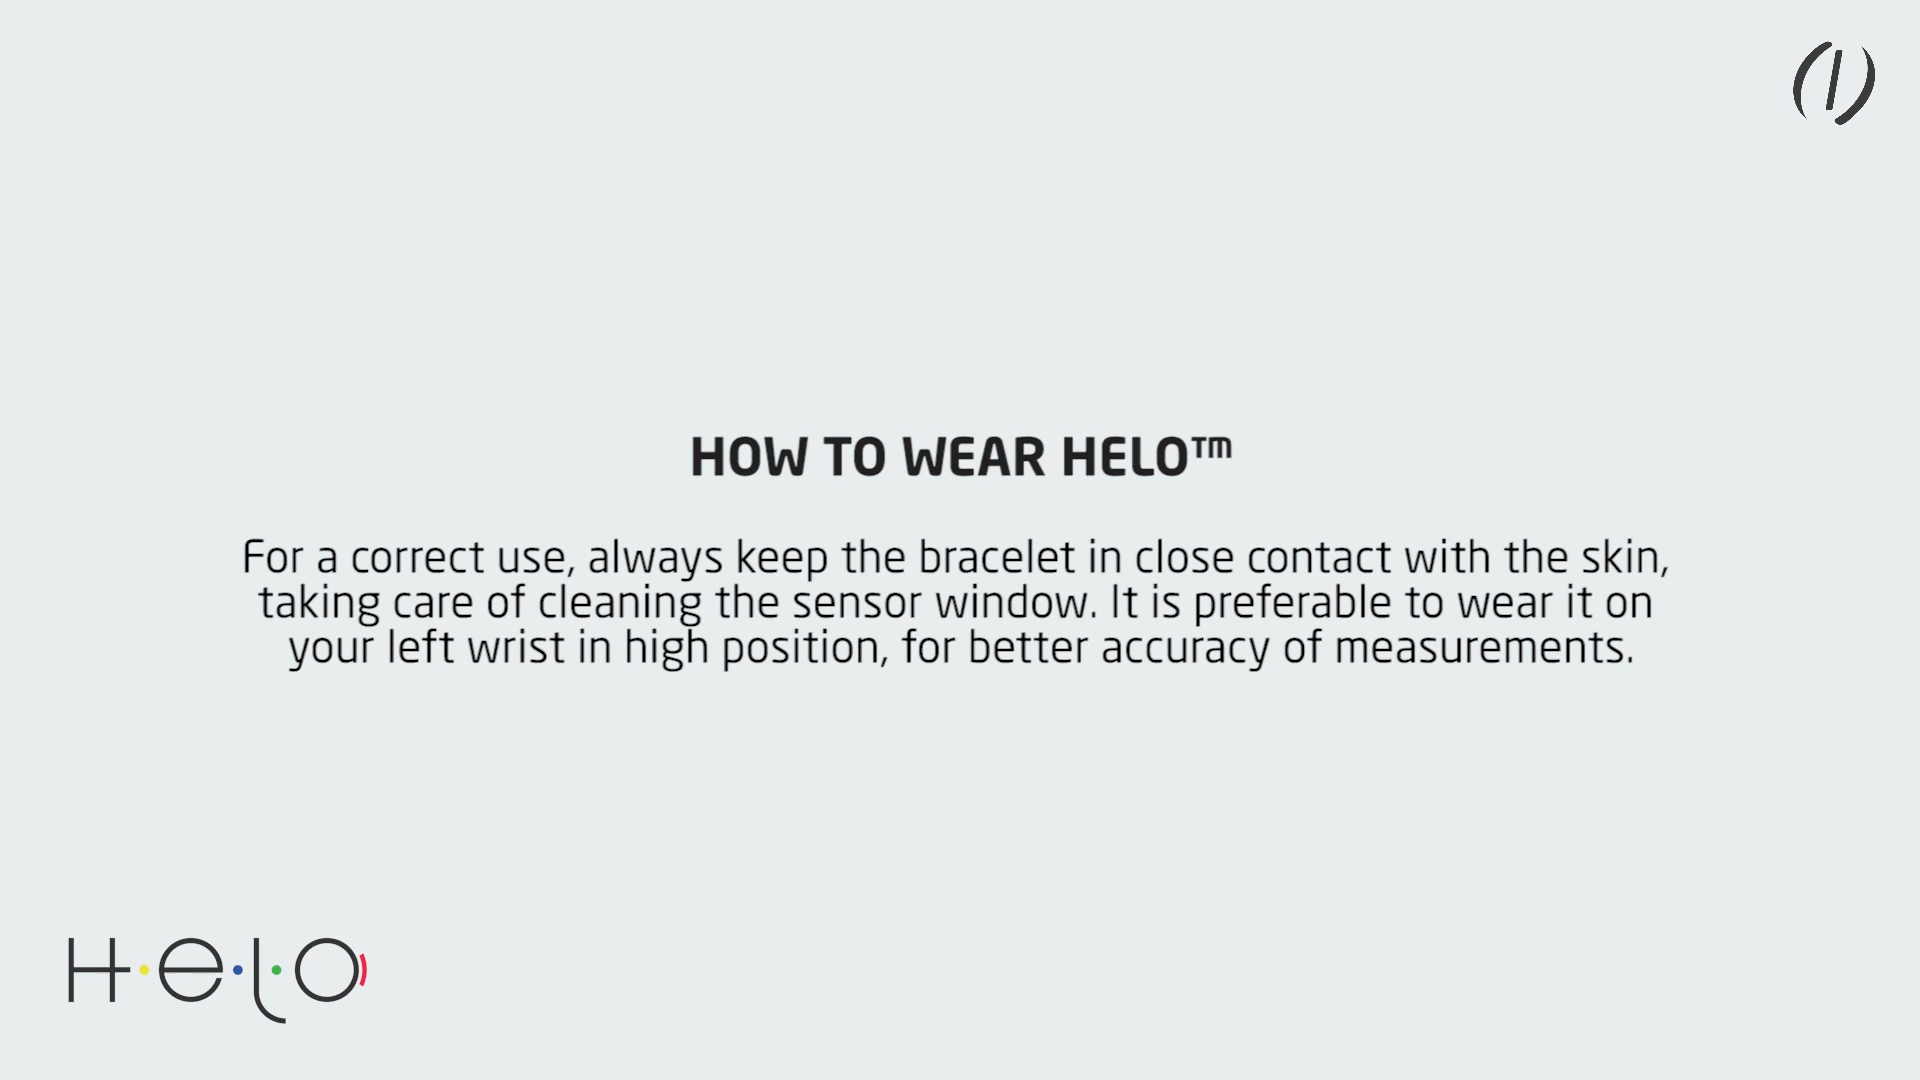 HOW TO WEAR HELO™
For a correct use, always keep the bracelet in close contact with the skin,
taking care of cleaning the sensor window. It is preferable to wear it on
your left wrist in high position, for better accuracy of measurements.
Helo